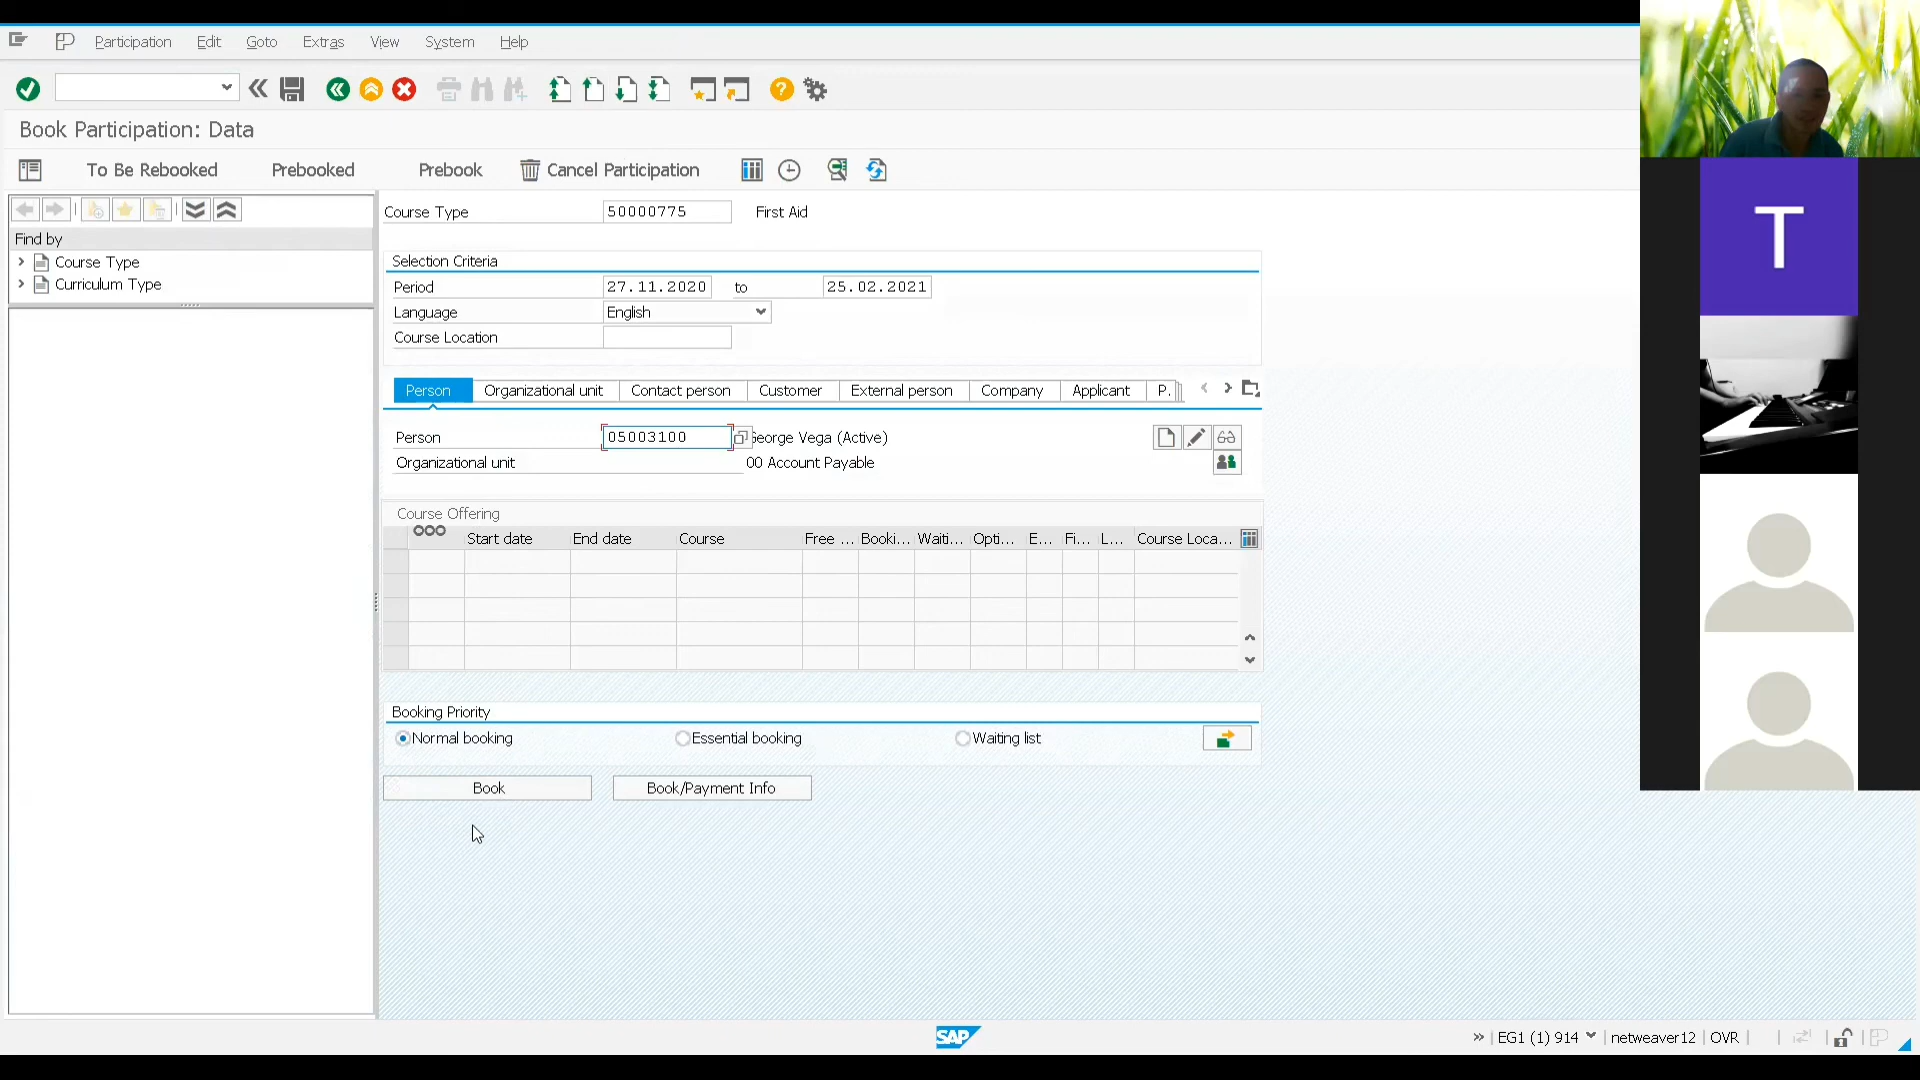 Participation Edit Goto Extras View System Help
Book Participation: Data
To Be Rebooked Prebooked Prebook Cancel Participation
Find by
Course Type
Curriculum Type
Course Type 50000775 First Aid
Selection Criteria
Period 27.11.2020 to 25.02.2021
Language English
Course Location
Person Organizational unit Contact person Customer External person Company Applicant P.
Person 05003100 George Vega (Active)
Organizational unit 00 Account Payable
Course Offering
Start date End date Course Free ... Booki... Waiti... Opti... E... Fi... L... Course Loca...
Booking Priority
Normal booking Essential booking Waiting list
Book Book/Payment Info
T
SAP
EG1 (1) 914 netweaver12 OVR